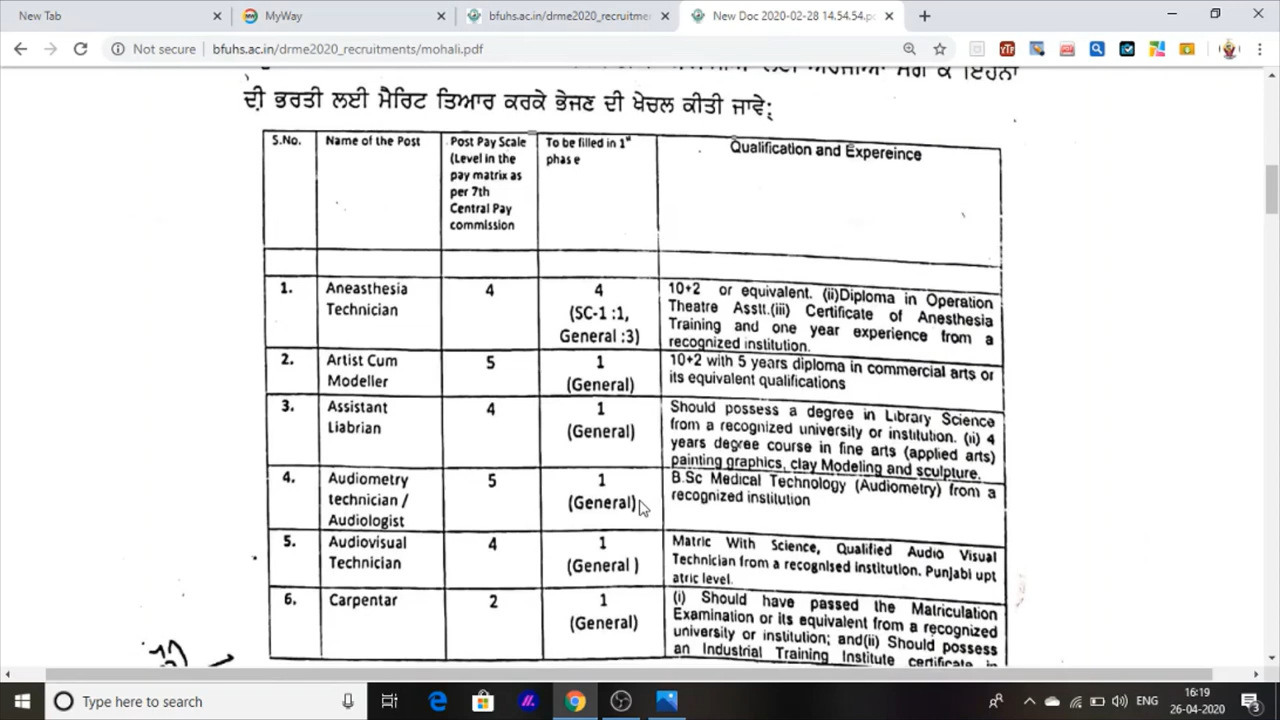 New Tab
MyWay
bfuhs.ac.in/drme2020_recruitme
New Doc 2020-02-28 14.54.54.p
Not secure
bfuhs.ac.in/drme2020_recruitments/mohali.pdf
ਦੀ ਭਰਤੀ ਲਈ ਮੈਰਿਟ ਤਿਆਰ ਕਰਕੇ ਭੇਜਣ ਦੀ ਖੇਚਲ ਕੀਤੀ ਜਾਵੇ;
S.No.
Name of the Post
Post Pay Scale
(Level in the
pay matrix as
per 7th
Central Pay
commission
To be filled in 1st
phase
Qualification and Expereince
1.
Aneasthesia
Technician
4
4
(SC-1 :1,
General :3)
10+2 or equivalent. (ii)Diploma in Operation
Theatre Asstt.(iii) Certificate of Anesthesia
Training and one year experience from a
recognized institution.
2.
Artist Cum
Modeller
5
1
(General)
10+2 with 5 years diploma in commercial arts or
its equivalent qualifications
3.
Assistant
Liabrian
4
1
(General)
Should possess a degree in Library Science
from a recognized university or institution. (ii) 4
years degree course in fine arts (applied arts)
painting graphics, clay Modeling and sculpture.
4.
Audiometry
technician /
Audiologist
5
1
(General)
B.Sc Medical Technology (Audiometry) from a
recognized institution
5.
Audiovisual
Technician
4
1
(General )
Matric With Science, Qualified Audio Visual
Technician from a recognised institution. Punjabi upt
atric level.
6.
Carpentar
2
1
(General)
(i) Should have passed the Matriculation
Examination or its equivalent from a recognized
university or institution; and(ii) Should possess
an Industrial Training Institute certificate in
Type here to search
ENG
16:19
26-04-2020
3